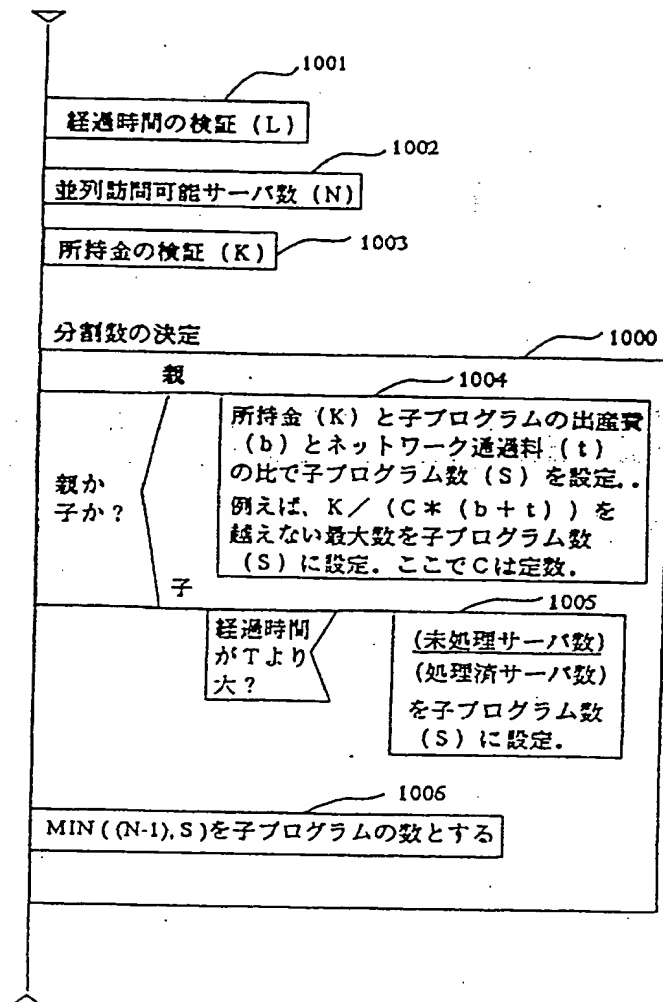 1001
経過時間の検証 (L)
1002
並列訪問可能サーバ数 (N)
1003
所持金の検証 (K)
分割数の決定
1000
親
1004
所持金 (K) と子プログラムの出産費
(b) とネットワーク通過料 (t)
の比で子プログラム数 (S) を設定.
例えば、K/(C*(b+t))を
越えない最大数を子プログラム数
(S) に設定. ここでCは定数.
親か
子か?
子
1005
経過時間
がTより
大?
(未処理サーバ数)
(処理済サーバ数)
を子プログラム数
(S) に設定.
1006
MIN((N-1),S)を子プログラムの数とする